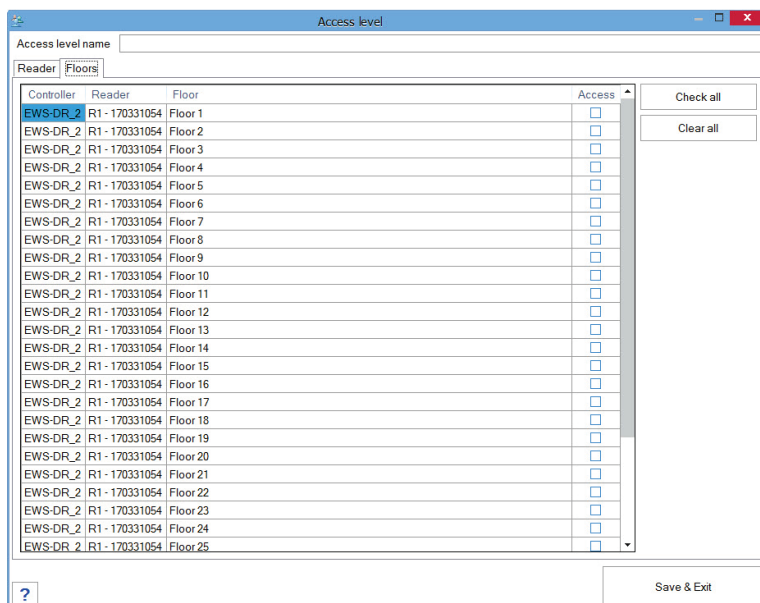 Access level
Access level name
Reader Floors
Controller Reader Floor Access
EWS-DR_2 R1 - 170331054 Floor 1
EWS-DR_2 R1 - 170331054 Floor 2
EWS-DR_2 R1 - 170331054 Floor 3
EWS-DR_2 R1 - 170331054 Floor 4
EWS-DR_2 R1 - 170331054 Floor 5
EWS-DR_2 R1 - 170331054 Floor 6
EWS-DR_2 R1 - 170331054 Floor 7
EWS-DR_2 R1 - 170331054 Floor 8
EWS-DR_2 R1 - 170331054 Floor 9
EWS-DR_2 R1 - 170331054 Floor 10
EWS-DR_2 R1 - 170331054 Floor 11
EWS-DR_2 R1 - 170331054 Floor 12
EWS-DR_2 R1 - 170331054 Floor 13
EWS-DR_2 R1 - 170331054 Floor 14
EWS-DR_2 R1 - 170331054 Floor 15
EWS-DR_2 R1 - 170331054 Floor 16
EWS-DR_2 R1 - 170331054 Floor 17
EWS-DR_2 R1 - 170331054 Floor 18
EWS-DR_2 R1 - 170331054 Floor 19
EWS-DR_2 R1 - 170331054 Floor 20
EWS-DR_2 R1 - 170331054 Floor 21
EWS-DR_2 R1 - 170331054 Floor 22
EWS-DR_2 R1 - 170331054 Floor 23
EWS-DR_2 R1 - 170331054 Floor 24
EWS-DR_2 R1 - 170331054 Floor 25
Check all
Clear all
?
Save & Exit